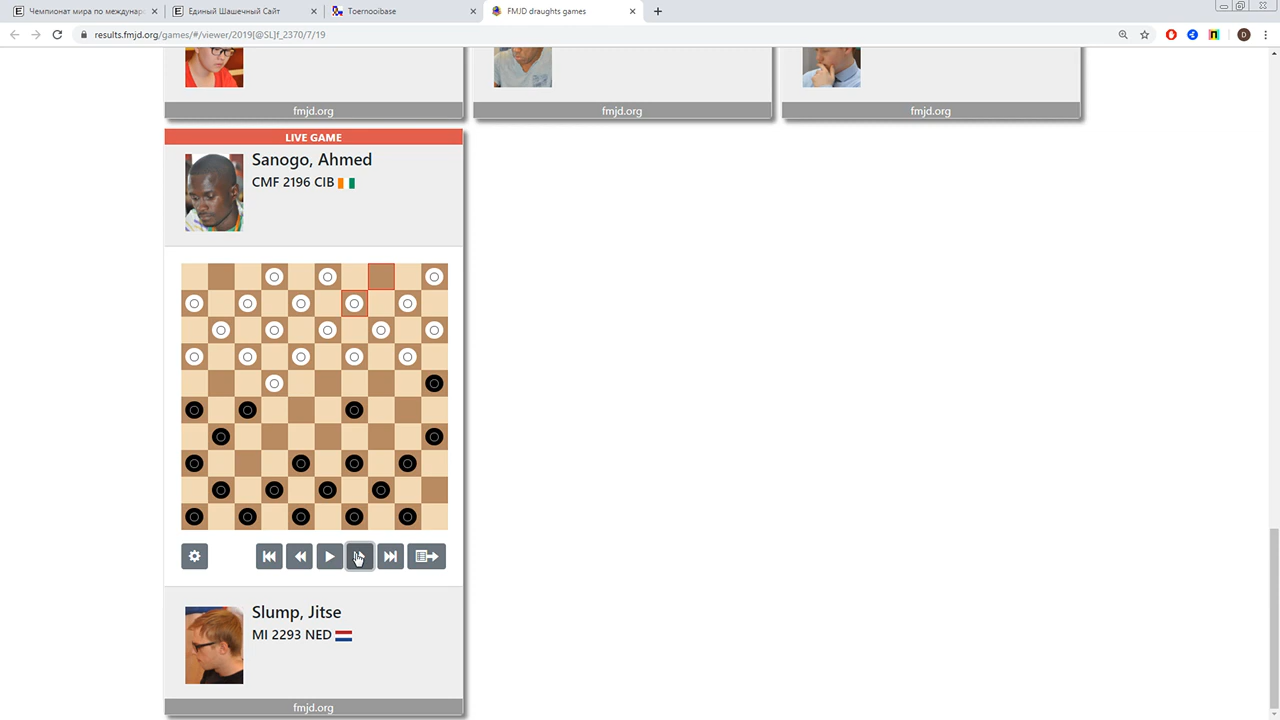 Чемпионат мира по междунар
Единый Шашечный Сайт
Toernooibase
FMJD draughts games
results.fmjd.org/games/#/viewer/2019[@SL]f_2370/7/19
D
fmjd.org
fmjd.org
fmjd.org
LIVE GAME
Sanogo, Ahmed
CMF 2196 CIB
Slump, Jitse
MI 2293 NED
fmjd.org